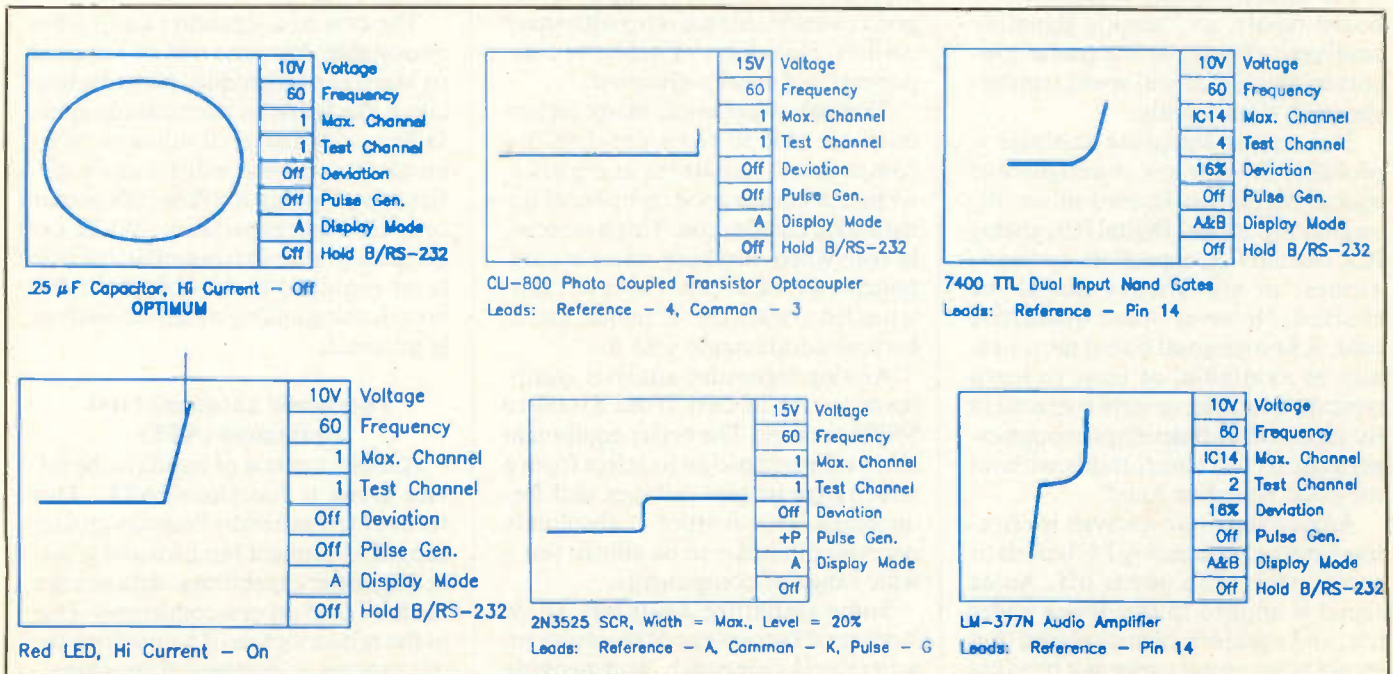 10V Voltage
60 Frequency
1 Max. Channel
1 Test Channel
Off Deviation
Off Pulse Gen.
A Display Mode
Off Hold B/RS-232
.25 μF Capacitor, Hi Current - Off
OPTIMUM
15V Voltage
60 Frequency
1 Max. Channel
1 Test Channel
Off Deviation
Off Pulse Gen.
A Display Mode
Off Hold B/RS-232
CLI-800 Photo Coupled Transistor Optocoupler
Leads: Reference - 4, Common - 3
10V Voltage
60 Frequency
IC14 Max. Channel
4 Test Channel
16% Deviation
Off Pulse Gen.
A&B Display Mode
Off Hold B/RS-232
7400 TTL Dual Input Nand Gates
Leads: Reference - Pin 14
10V Voltage
60 Frequency
1 Max. Channel
1 Test Channel
Off Deviation
Off Pulse Gen.
A Display Mode
Off Hold B/RS-232
Red LED, Hi Current - On
15V Voltage
60 Frequency
1 Max. Channel
1 Test Channel
Off Deviation
+P Pulse Gen.
A Display Mode
Off Hold B/RS-232
2N3525 SCR, Width = Max., Level = 20%
Leads: Reference - A, Common - K, Pulse - G
10V Voltage
60 Frequency
IC14 Max. Channel
2 Test Channel
16% Deviation
Off Pulse Gen.
A&B Display Mode
Off Hold B/RS-232
LM-377N Audio Amplifier
Leads: Reference - Pin 14